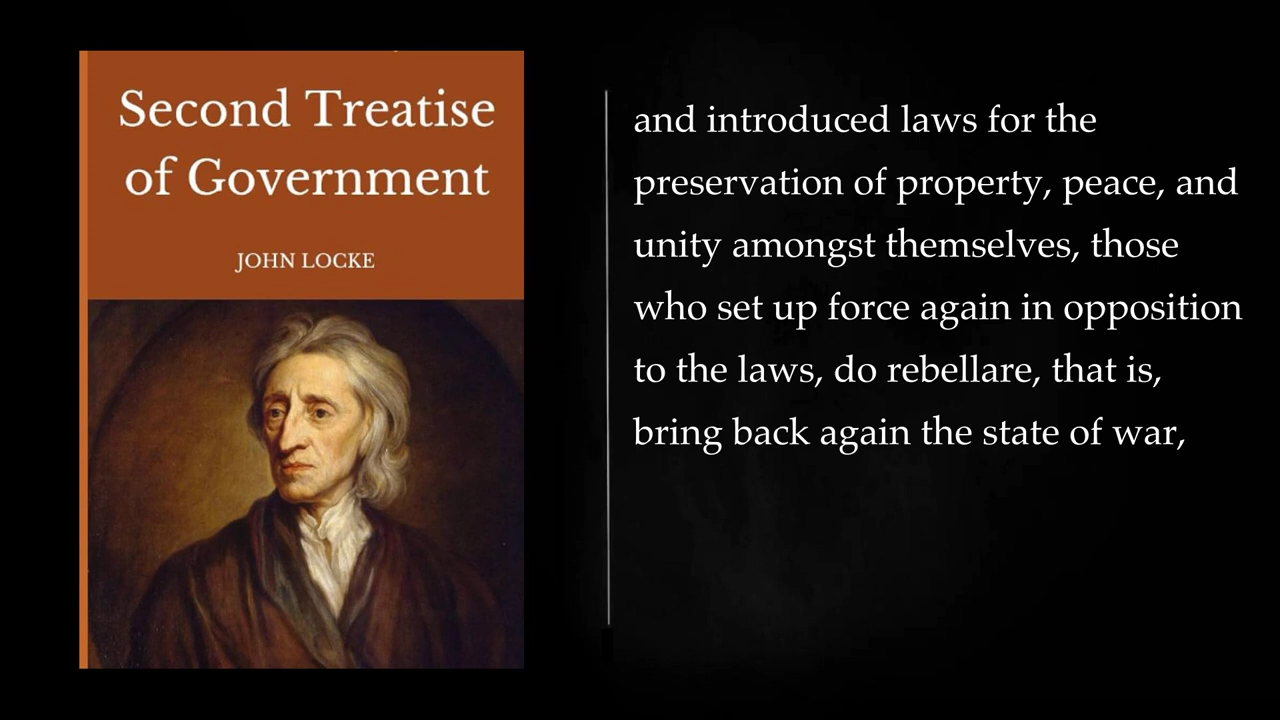 Second Treatise
of Government
JOHN LOCKE
and introduced laws for the
preservation of property, peace, and
unity amongst themselves, those
who set up force again in opposition
to the laws, do rebellare, that is,
bring back again the state of war,